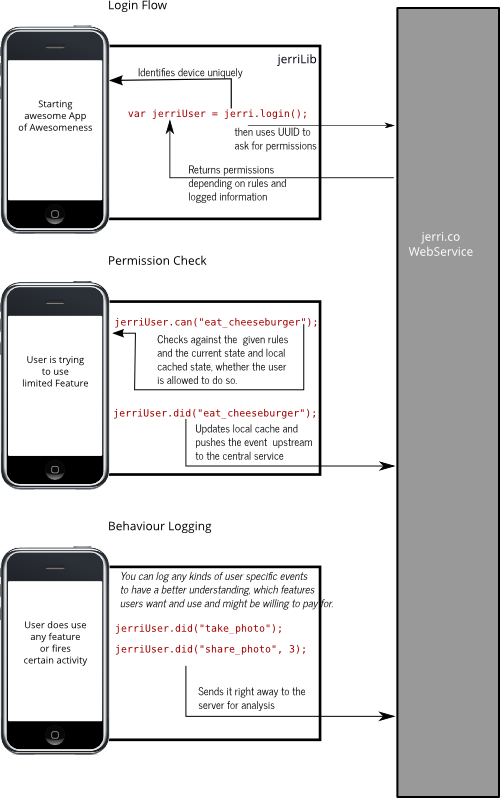 Login Flow
jerriLib
Identifies device uniquely
Starting
awesome App
of Awesomeness
var jerriUser = jerri.login();
then uses UUID to
ask for permissions
Returns permissions
depending on rules and
logged information
jerri.co
WebService
Permission Check
jerriUser.can("eat_cheeseburger");
Checks against the given rules
and the current state and local
cached state, whether the user
is allowed to do so.
User is trying
to use
limited Feature
jerriUser.did("eat_cheeseburger");
Updates local cache and
pushes the event upstream
to the central service
Behaviour Logging
You can log any kinds of user specific events
to have a better understanding, which features
users want and use and might be willing to pay for.
User does use
any feature
or fires
certain activity
jerriUser.did("take_photo");
jerriUser.did("share_photo", 3);
Sends it right away to the
server for analysis